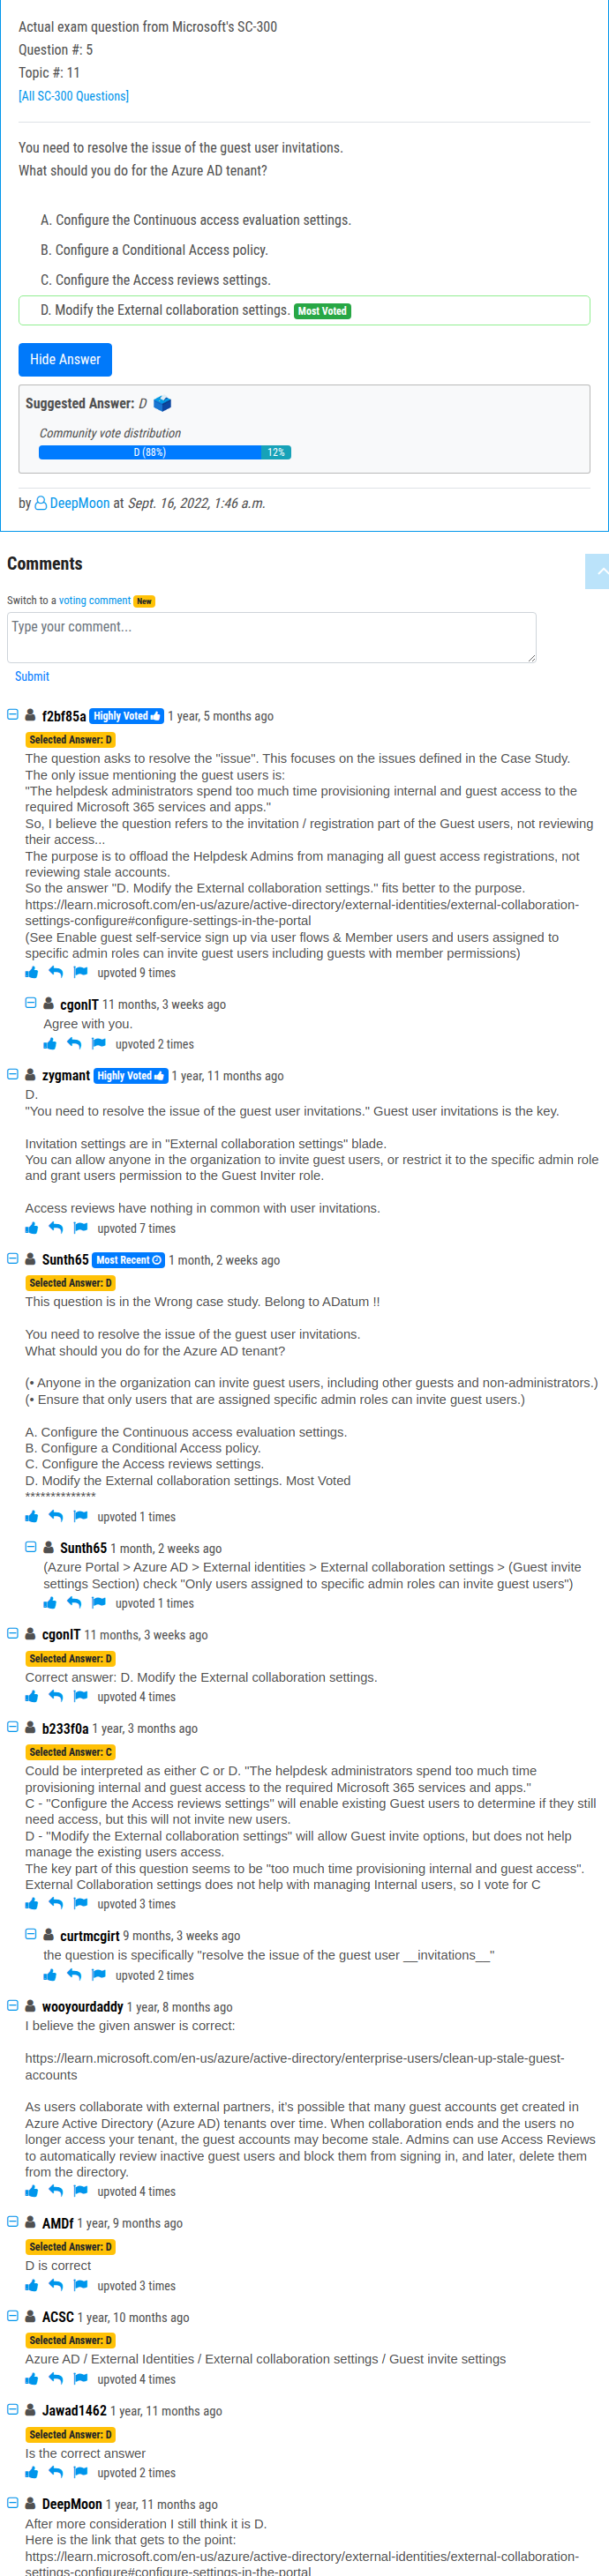 Actual exam question from Microsoft's SC-300
Question #: 5
Topic #: 11
[All SC-300 Questions]
You need to resolve the issue of the guest user invitations.
What should you do for the Azure AD tenant?
A. Configure the Continuous access evaluation settings.
B. Configure a Conditional Access policy.
C. Configure the Access reviews settings.
D. Modify the External collaboration settings. Most Voted
Hide Answer
Suggested Answer: D
Community vote distribution
D (88%) 12%
by DeepMoon at Sept. 16, 2022, 1:46 a.m.
Comments
Switch to a voting comment New
Type your comment...
Submit
f2bf85a Highly Voted 1 year, 5 months ago
Selected Answer: D
The question asks to resolve the "issue". This focuses on the issues defined in the Case Study.
The only issue mentioning the guest users is:
"The helpdesk administrators spend too much time provisioning internal and guest access to the
required Microsoft 365 services and apps."
So, I believe the question refers to the invitation / registration part of the Guest users, not reviewing
their access...
The purpose is to offload the Helpdesk Admins from managing all guest access registrations, not
reviewing stale accounts.
So the answer "D. Modify the External collaboration settings." fits better to the purpose.
https://learn.microsoft.com/en-us/azure/active-directory/external-identities/external-collaboration-
settings-configure#configure-settings-in-the-portal
(See Enable guest self-service sign up via user flows & Member users and users assigned to
specific admin roles can invite guest users including guests with member permissions)
upvoted 9 times
cgonIT 11 months, 3 weeks ago
Agree with you.
upvoted 2 times
zygmant Highly Voted 1 year, 11 months ago
D.
"You need to resolve the issue of the guest user invitations." Guest user invitations is the key.
Invitation settings are in "External collaboration settings" blade.
You can allow anyone in the organization to invite guest users, or restrict it to the specific admin role
and grant users permission to the Guest Inviter role.
Access reviews have nothing in common with user invitations.
upvoted 7 times
Sunth65 Most Recent 1 month, 2 weeks ago
Selected Answer: D
This question is in the Wrong case study. Belong to ADatum !!
You need to resolve the issue of the guest user invitations.
What should you do for the Azure AD tenant?
(• Anyone in the organization can invite guest users, including other guests and non-administrators.)
(• Ensure that only users that are assigned specific admin roles can invite guest users.)
A. Configure the Continuous access evaluation settings.
B. Configure a Conditional Access policy.
C. Configure the Access reviews settings.
D. Modify the External collaboration settings. Most Voted
**************
upvoted 1 times
Sunth65 1 month, 2 weeks ago
(Azure Portal > Azure AD > External identities > External collaboration settings > (Guest invite
settings Section) check "Only users assigned to specific admin roles can invite guest users")
upvoted 1 times
cgonIT 11 months, 3 weeks ago
Selected Answer: D
Correct answer: D. Modify the External collaboration settings.
upvoted 4 times
b233f0a 1 year, 3 months ago
Selected Answer: C
Could be interpreted as either C or D. "The helpdesk administrators spend too much time
provisioning internal and guest access to the required Microsoft 365 services and apps."
C - "Configure the Access reviews settings" will enable existing Guest users to determine if they still
need access, but this will not invite new users.
D - "Modify the External collaboration settings" will allow Guest invite options, but does not help
manage the existing users access.
The key part of this question seems to be "too much time provisioning internal and guest access".
External Collaboration settings does not help with managing Internal users, so I vote for C
upvoted 3 times
curtmcgirt 9 months, 3 weeks ago
the question is specifically "resolve the issue of the guest user __invitations__"
upvoted 2 times
wooyourdaddy 1 year, 8 months ago
I believe the given answer is correct:
https://learn.microsoft.com/en-us/azure/active-directory/enterprise-users/clean-up-stale-guest-
accounts
As users collaborate with external partners, it's possible that many guest accounts get created in
Azure Active Directory (Azure AD) tenants over time. When collaboration ends and the users no
longer access your tenant, the guest accounts may become stale. Admins can use Access Reviews
to automatically review inactive guest users and block them from signing in, and later, delete them
from the directory.
upvoted 4 times
AMDf 1 year, 9 months ago
Selected Answer: D
D is correct
upvoted 3 times
ACSC 1 year, 10 months ago
Selected Answer: D
Azure AD / External Identities / External collaboration settings / Guest invite settings
upvoted 4 times
Jawad1462 1 year, 11 months ago
Selected Answer: D
Is the correct answer
upvoted 2 times
DeepMoon 1 year, 11 months ago
After more consideration I still think it is D.
Here is the link that gets to the point:
https://learn.microsoft.com/en-us/azure/active-directory/external-identities/external-collaboration-
settings-configure#configure-settings-in-the-portal